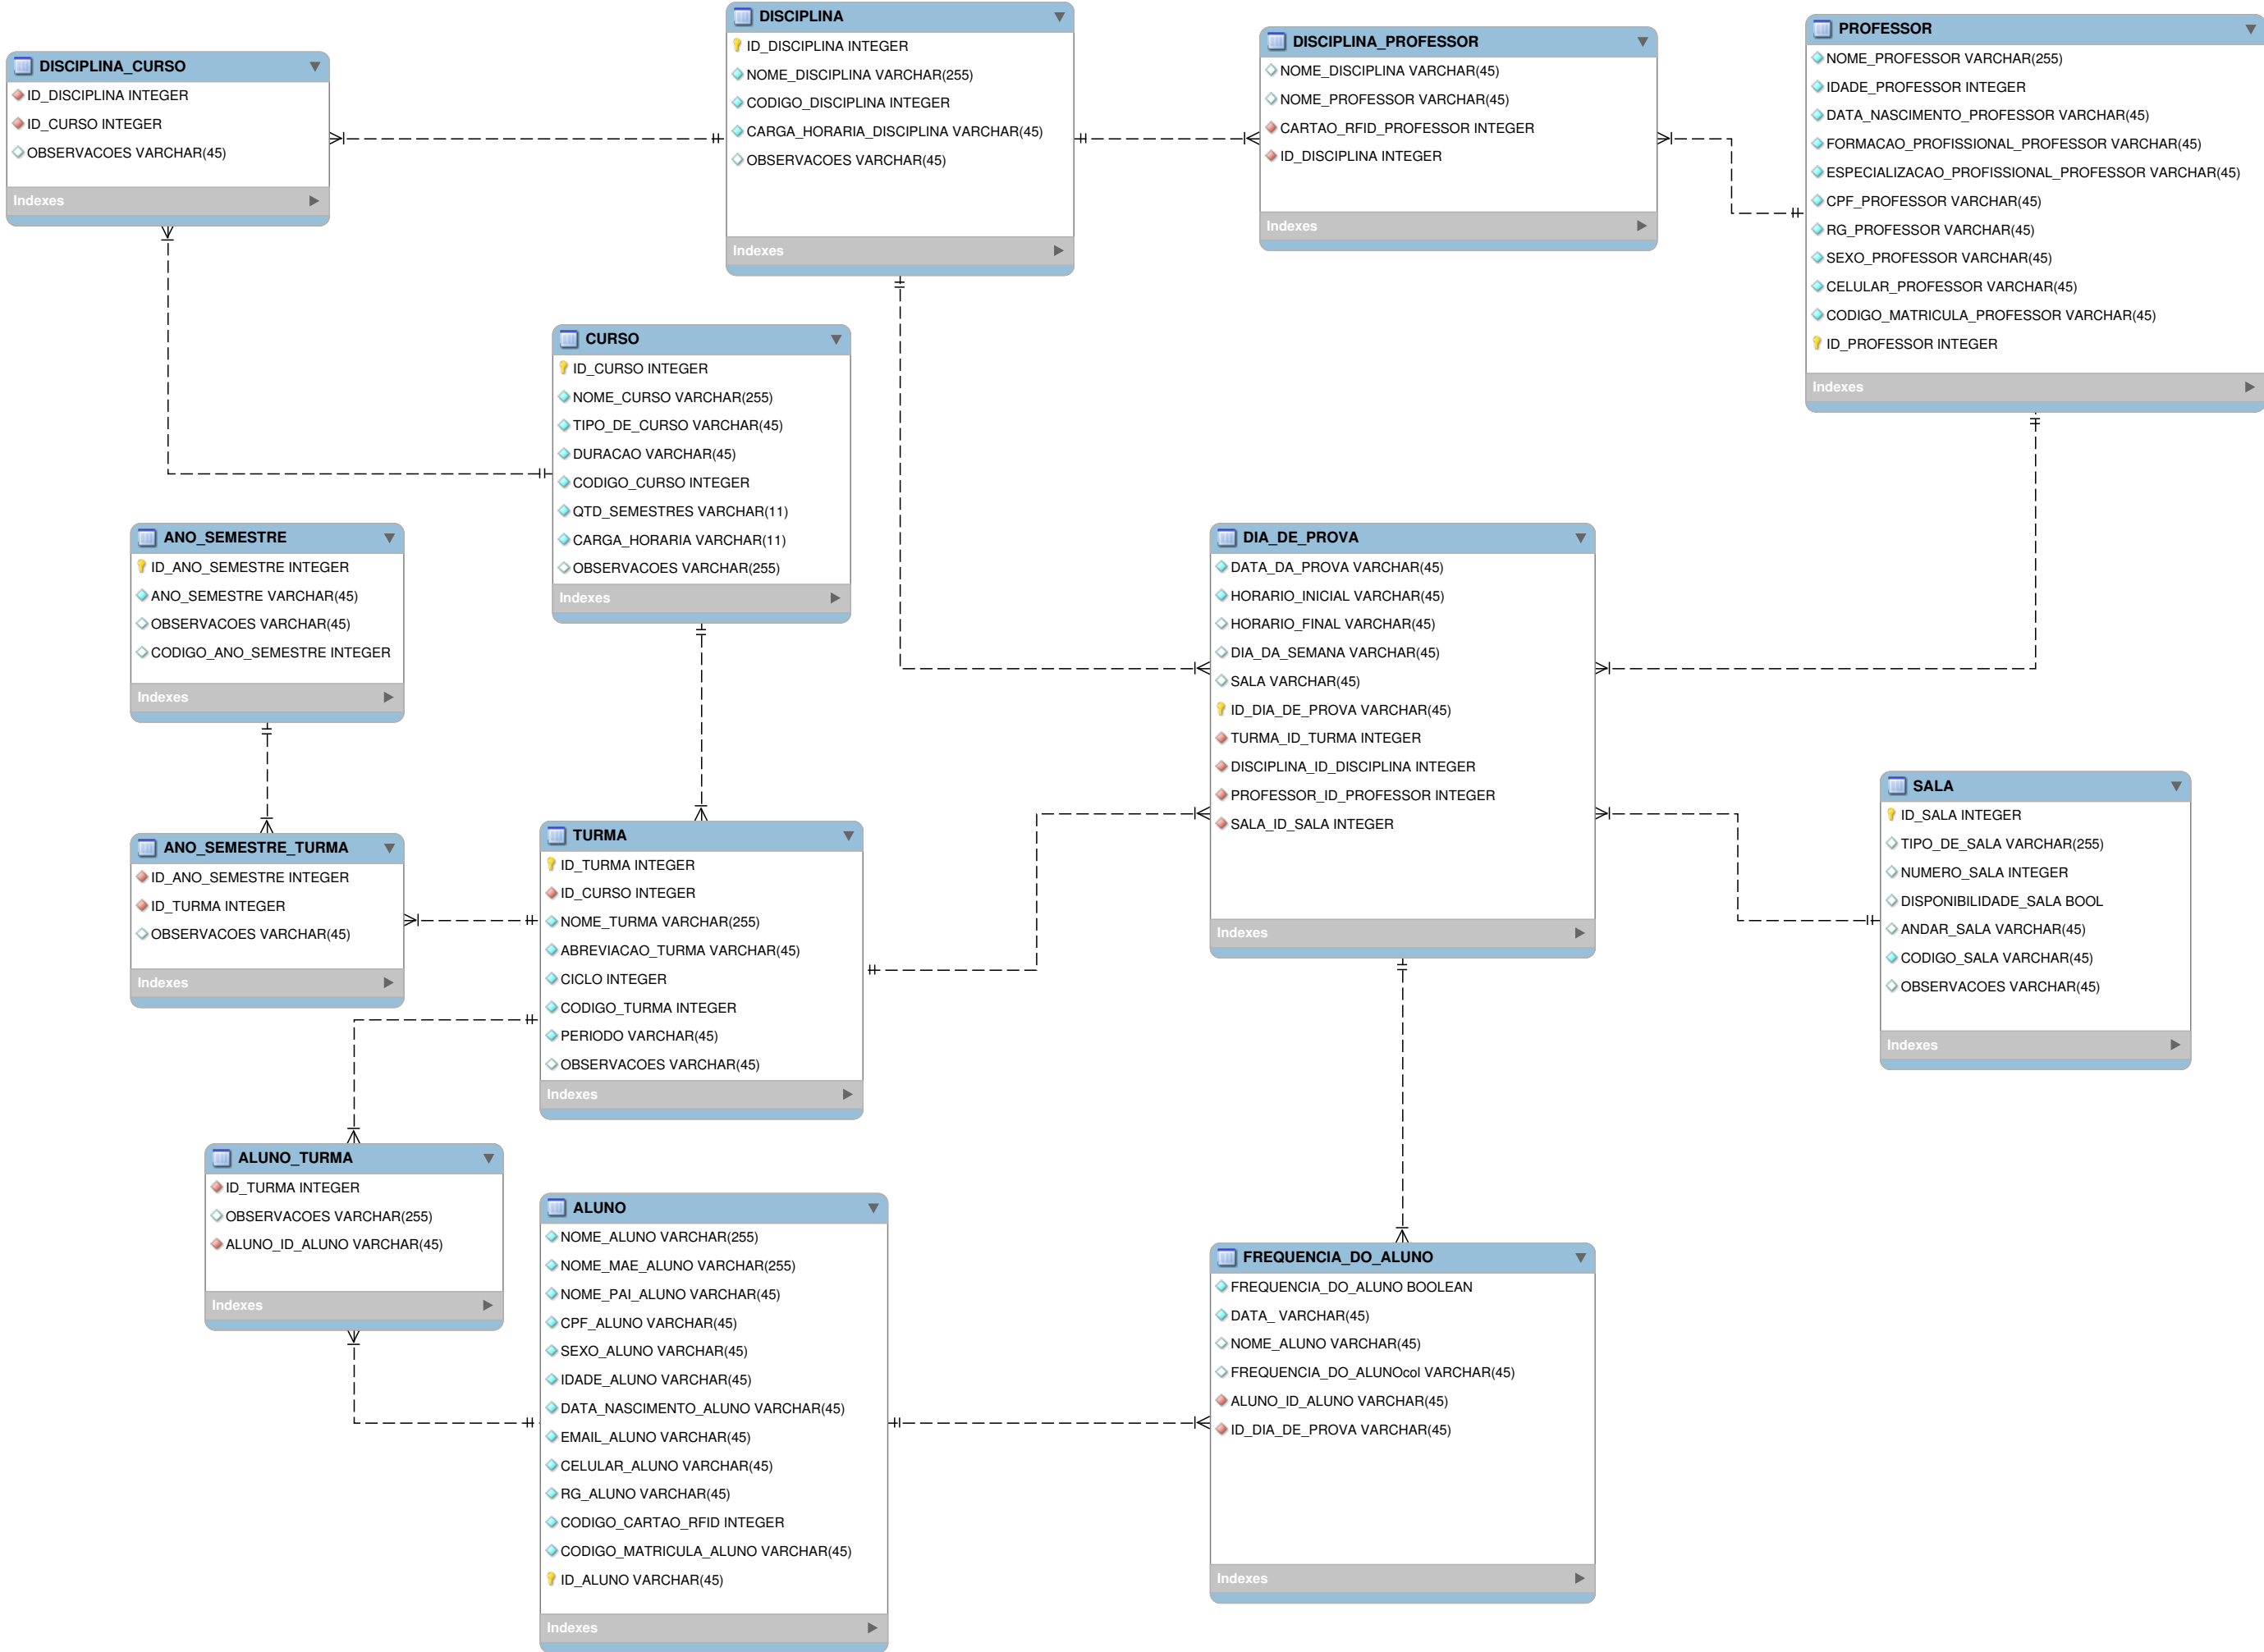 DISCIPLINA_CURSO
ID_DISCIPLINA INTEGER
ID_CURSO INTEGER
OBSERVACOES VARCHAR(45)
Indexes
DISCIPLINA
ID_DISCIPLINA INTEGER
NOME_DISCIPLINA VARCHAR(255)
CODIGO_DISCIPLINA INTEGER
CARGA_HORARIA_DISCIPLINA VARCHAR(45)
OBSERVACOES VARCHAR(45)
Indexes
DISCIPLINA_PROFESSOR
NOME_DISCIPLINA VARCHAR(45)
NOME_PROFESSOR VARCHAR(45)
CARTAO_RFID_PROFESSOR INTEGER
ID_DISCIPLINA INTEGER
Indexes
PROFESSOR
NOME_PROFESSOR VARCHAR(255)
IDADE_PROFESSOR INTEGER
DATA_NASCIMENTO_PROFESSOR VARCHAR(45)
FORMACAO_PROFISSIONAL_PROFESSOR VARCHAR(45)
ESPECIALIZACAO_PROFISSIONAL_PROFESSOR VARCHAR(45)
CPF_PROFESSOR VARCHAR(45)
RG_PROFESSOR VARCHAR(45)
SEXO_PROFESSOR VARCHAR(45)
CELULAR_PROFESSOR VARCHAR(45)
CODIGO_MATRICULA_PROFESSOR VARCHAR(45)
ID_PROFESSOR INTEGER
Indexes
CURSO
ID_CURSO INTEGER
NOME_CURSO VARCHAR(255)
TIPO_DE_CURSO VARCHAR(45)
DURACAO VARCHAR(45)
CODIGO_CURSO INTEGER
QTD_SEMESTRES VARCHAR(11)
CARGA_HORARIA VARCHAR(11)
OBSERVACOES VARCHAR(255)
Indexes
ANO_SEMESTRE
ID_ANO_SEMESTRE INTEGER
ANO_SEMESTRE VARCHAR(45)
OBSERVACOES VARCHAR(45)
CODIGO_ANO_SEMESTRE INTEGER
Indexes
DIA_DE_PROVA
DATA_DA_PROVA VARCHAR(45)
HORARIO_INICIAL VARCHAR(45)
HORARIO_FINAL VARCHAR(45)
DIA_DA_SEMANA VARCHAR(45)
SALA VARCHAR(45)
ID_DIA_DE_PROVA VARCHAR(45)
TURMA_ID_TURMA INTEGER
DISCIPLINA_ID_DISCIPLINA INTEGER
PROFESSOR_ID_PROFESSOR INTEGER
SALA_ID_SALA INTEGER
Indexes
SALA
ID_SALA INTEGER
TIPO_DE_SALA VARCHAR(255)
NUMERO_SALA INTEGER
DISPONIBILIDADE_SALA BOOL
ANDAR_SALA VARCHAR(45)
CODIGO_SALA VARCHAR(45)
OBSERVACOES VARCHAR(45)
Indexes
ANO_SEMESTRE_TURMA
ID_ANO_SEMESTRE INTEGER
ID_TURMA INTEGER
OBSERVACOES VARCHAR(45)
Indexes
TURMA
ID_TURMA INTEGER
ID_CURSO INTEGER
NOME_TURMA VARCHAR(255)
ABREVIACAO_TURMA VARCHAR(45)
CICLO INTEGER
CODIGO_TURMA INTEGER
PERIODO VARCHAR(45)
OBSERVACOES VARCHAR(45)
Indexes
ALUNO_TURMA
ID_TURMA INTEGER
OBSERVACOES VARCHAR(255)
ALUNO_ID_ALUNO VARCHAR(45)
Indexes
ALUNO
NOME_ALUNO VARCHAR(255)
NOME_MAE_ALUNO VARCHAR(255)
NOME_PAI_ALUNO VARCHAR(45)
CPF_ALUNO VARCHAR(45)
SEXO_ALUNO VARCHAR(45)
IDADE_ALUNO VARCHAR(45)
DATA_NASCIMENTO_ALUNO VARCHAR(45)
EMAIL_ALUNO VARCHAR(45)
CELULAR_ALUNO VARCHAR(45)
RG_ALUNO VARCHAR(45)
CODIGO_CARTAO_RFID INTEGER
CODIGO_MATRICULA_ALUNO VARCHAR(45)
ID_ALUNO VARCHAR(45)
Indexes
FREQUENCIA_DO_ALUNO
FREQUENCIA_DO_ALUNO BOOLEAN
DATA_ VARCHAR(45)
NOME_ALUNO VARCHAR(45)
FREQUENCIA_DO_ALUNOcol VARCHAR(45)
ALUNO_ID_ALUNO VARCHAR(45)
ID_DIA_DE_PROVA VARCHAR(45)
Indexes